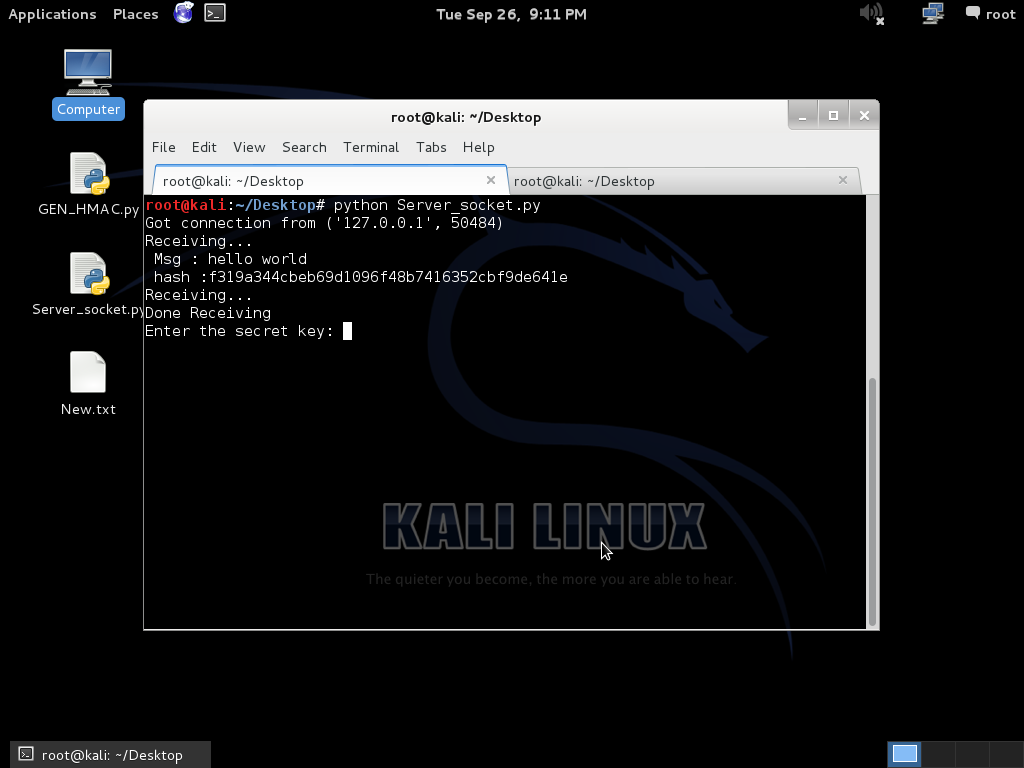 Applications Places Tue Sep 26, 9:11 PM root
Computer
GEN_HMAC.py
Server_socket.py
New.txt
root@kali: ~/Desktop
File Edit View Search Terminal Tabs Help
root@kali: ~/Desktop root@kali: ~/Desktop
root@kali:~/Desktop# python Server_socket.py
Got connection from ('127.0.0.1', 50484)
Receiving...
Msg : hello world
hash :f319a344cbeb69d1096f48b7416352cbf9de641e
Receiving...
Done Receiving
Enter the secret key:
KALI LINUX
The quieter you become, the more you are able to hear.
root@kali: ~/Desktop